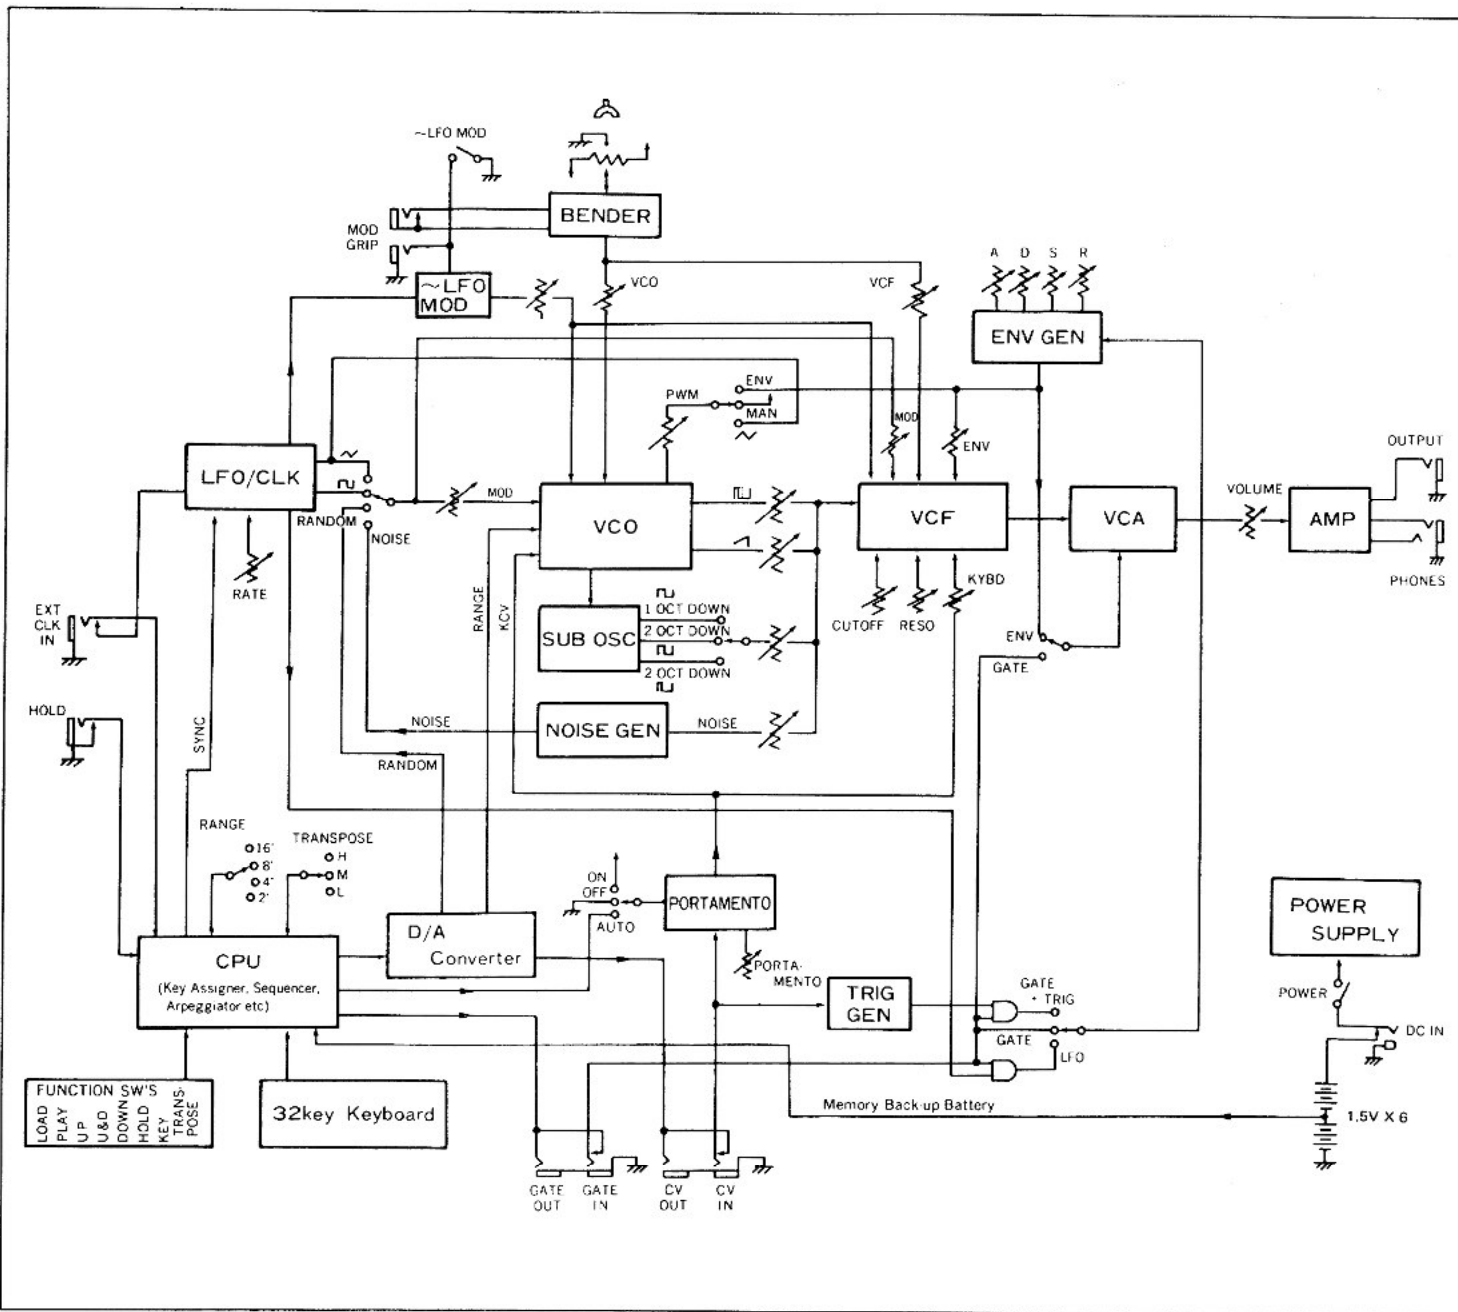 ~LFO MOD
BENDER
MOD
GRIP
~LFO
MOD
VCO
VCF
A D S R
ENV GEN
PWM
ENV
MAN
MOD
ENV
LFO/CLK
RANDOM
NOISE
MOD
VCO
VCF
VCA
VOLUME
AMP
OUTPUT
PHONES
RATE
EXT
CLK
IN
RANGE
KCV
SUB OSC
1 OCT DOWN
2 OCT DOWN
2 OCT DOWN
CUTOFF
RESO
KYBD
ENV
GATE
HOLD
SYNC
NOISE
NOISE GEN
NOISE
RANDOM
RANGE
16'
8'
4'
2'
TRANSPOSE
H
M
L
ON
OFF
AUTO
PORTAMENTO
PORTA-
MENTO
D/A
Converter
CPU
(Key Assigner, Sequencer,
Arpeggiator etc)
TRIG
GEN
GATE
+ TRIG
GATE
LFO
POWER
SUPPLY
POWER
DC IN
1.5V X 6
Memory Back-up Battery
FUNCTION SW'S
LOAD
PLAY
UP
U&D
DOWN
HOLD
KEY
TRANS-
POSE
32key Keyboard
GATE
OUT
GATE
IN
CV
OUT
CV
IN